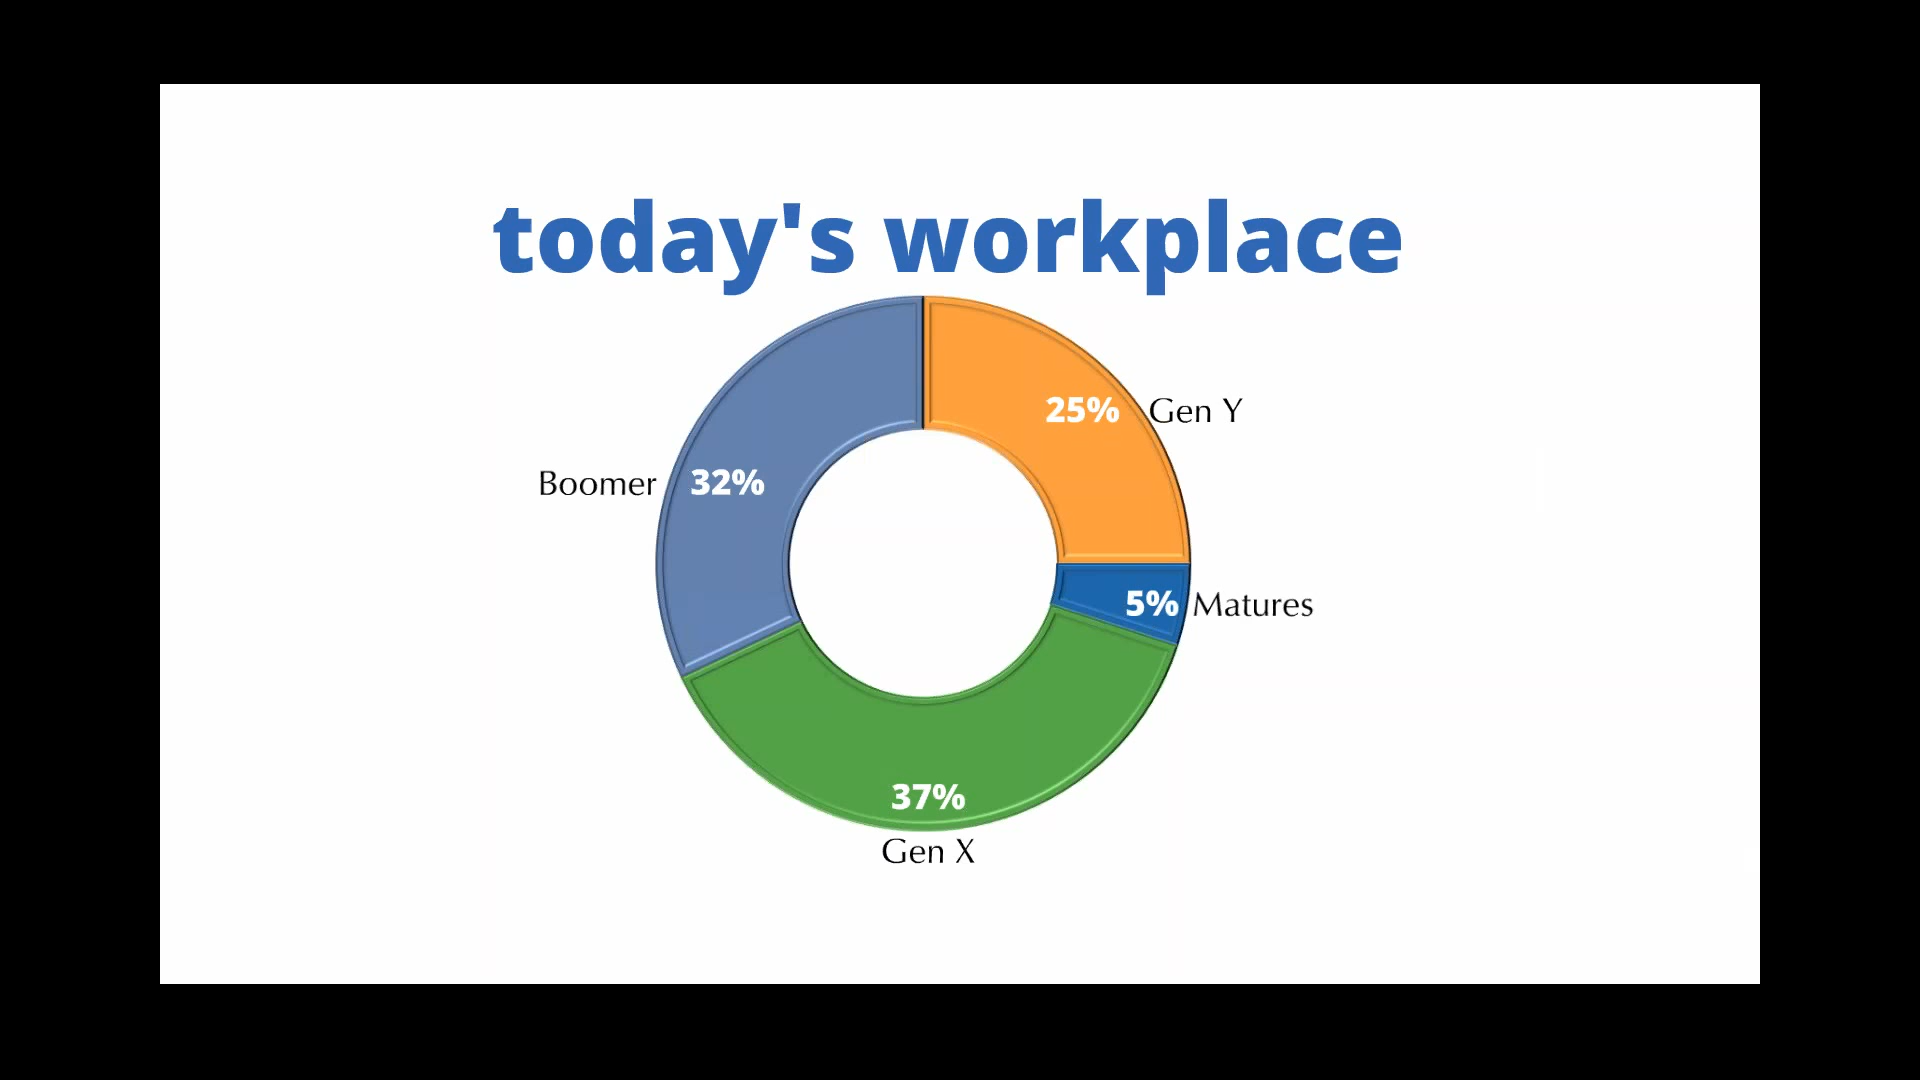 today's workplace
25% Gen Y
Boomer 32%
5% Matures
37%
Gen X